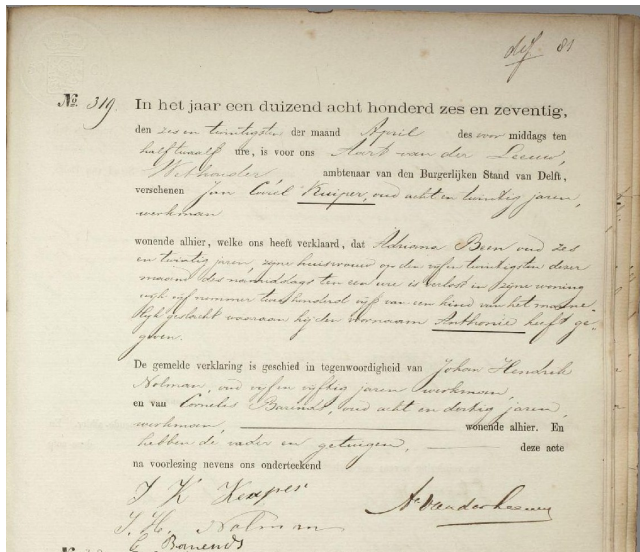 def. 81
No. 319. In het jaar een duizend acht honderd zes en zeventig,
den zes en twintigsten der maand April des voor middags ten
half twaalf ure, is voor ons Aart van der Leeuw,
Wethouder, ambtenaar van den Burgerlijken Stand van Delft,
verschenen Jan Corél Kuiper, oud acht en twintig jaren,
werkman
wonende alhier, welke ons heeft verklaard, dat Adriana Been oud zes
en twintig jaren, zijne huisvrouw op den vijf en twintigsten dezer
maand des namiddags ten een ure is verlost in zijne woning
wijk vijf nummer twee honderd vijf van een kind van het manne-
lijk geslacht waaraan hij den voornaam Anthonie heeft ge-
geven.
De gemelde verklaring is geschied in tegenwoordigheid van Johan Hendrik
Nolman, oud vijf en vijftig jaren werkman,
en van Cornelis Barends, oud acht en dertig jaren,
werkman, wonende alhier. En
hebben de vader en getuigen, deze acte
na voorlezing nevens ons onderteekend
J K Kuiper
A van der Leeuw
J. H. Nolman
C Barends